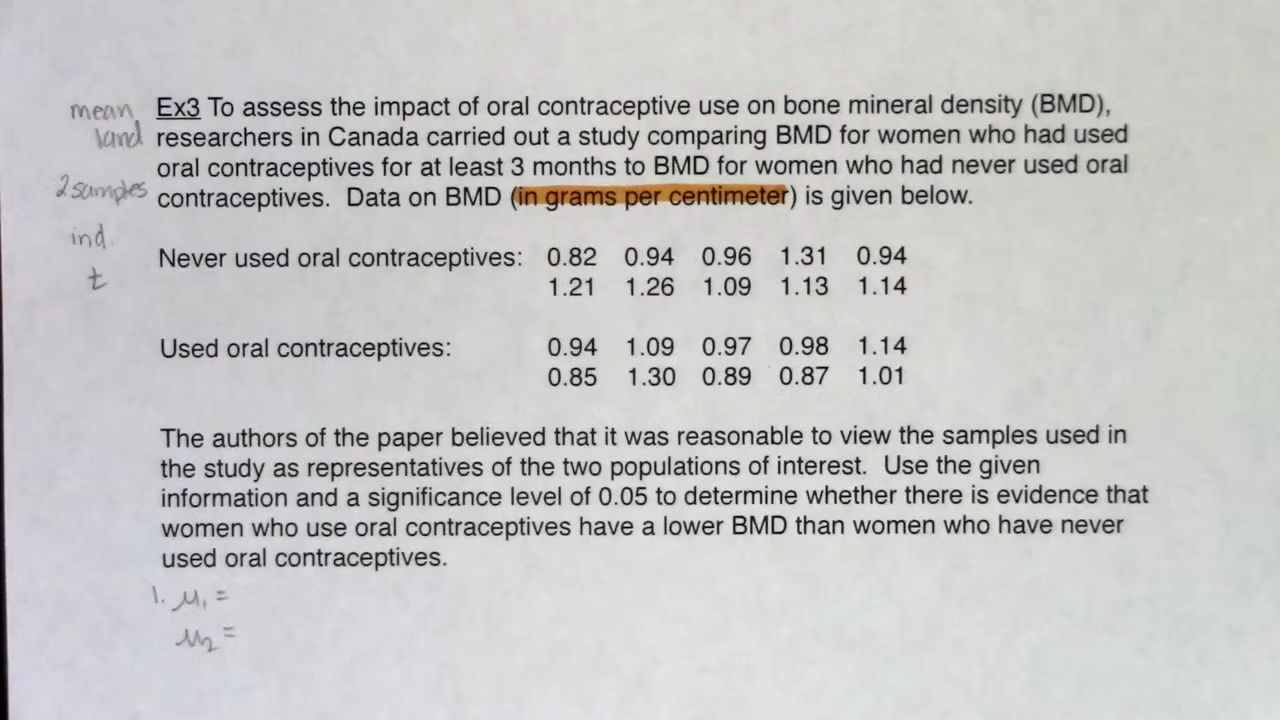 mean Ex3 To assess the impact of oral contraceptive use on bone mineral density (BMD),
land researchers in Canada carried out a study comparing BMD for women who had used
oral contraceptives for at least 3 months to BMD for women who had never used oral
2 samples contraceptives. Data on BMD (in grams per centimeter) is given below.
ind.
t
Never used oral contraceptives: 0.82 0.94 0.96 1.31 0.94
1.21 1.26 1.09 1.13 1.14
Used oral contraceptives: 0.94 1.09 0.97 0.98 1.14
0.85 1.30 0.89 0.87 1.01
The authors of the paper believed that it was reasonable to view the samples used in
the study as representatives of the two populations of interest. Use the given
information and a significance level of 0.05 to determine whether there is evidence that
women who use oral contraceptives have a lower BMD than women who have never
used oral contraceptives.
1. μ₁ =
μ₂ =